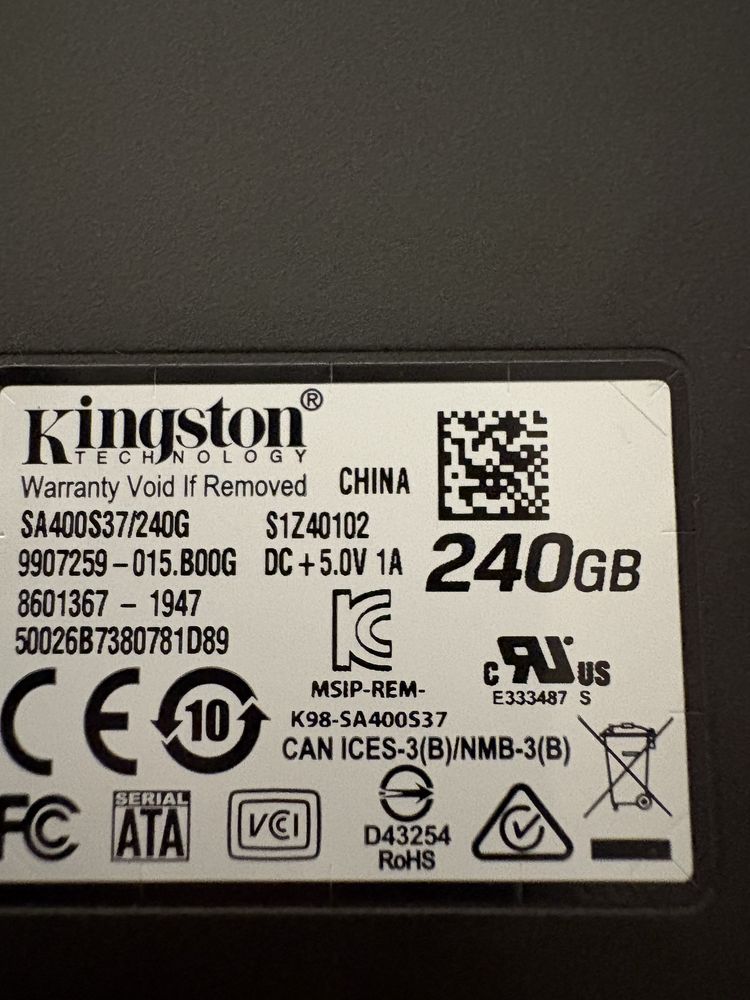 Kingston®
TECHNOLOGY
Warranty Void If Removed CHINA
SA400S37/240G S1Z40102
9907259-015.B00G DC+5.0V 1A
240GB
8601367 - 1947
50026B7380781D89
KC
MSIP-REM-
K98-SA400S37
c RU US
E333487 S
CE 10
CAN ICES-3(B)/NMB-3(B)
FC
SERIAL
ATA
VCI
D43254
RoHS